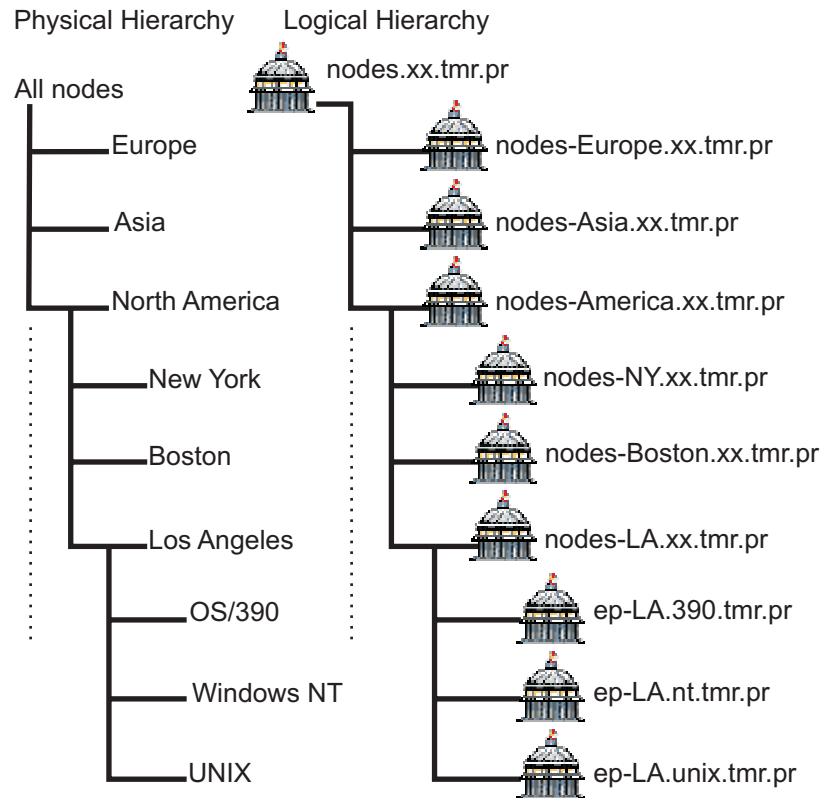 Physical Hierarchy Logical Hierarchy
All nodes nodes.xx.tmr.pr
Europe nodes-Europe.xx.tmr.pr
Asia nodes-Asia.xx.tmr.pr
North America nodes-America.xx.tmr.pr
New York nodes-NY.xx.tmr.pr
Boston nodes-Boston.xx.tmr.pr
Los Angeles nodes-LA.xx.tmr.pr
OS/390 ep-LA.390.tmr.pr
Windows NT ep-LA.nt.tmr.pr
UNIX ep-LA.unix.tmr.pr